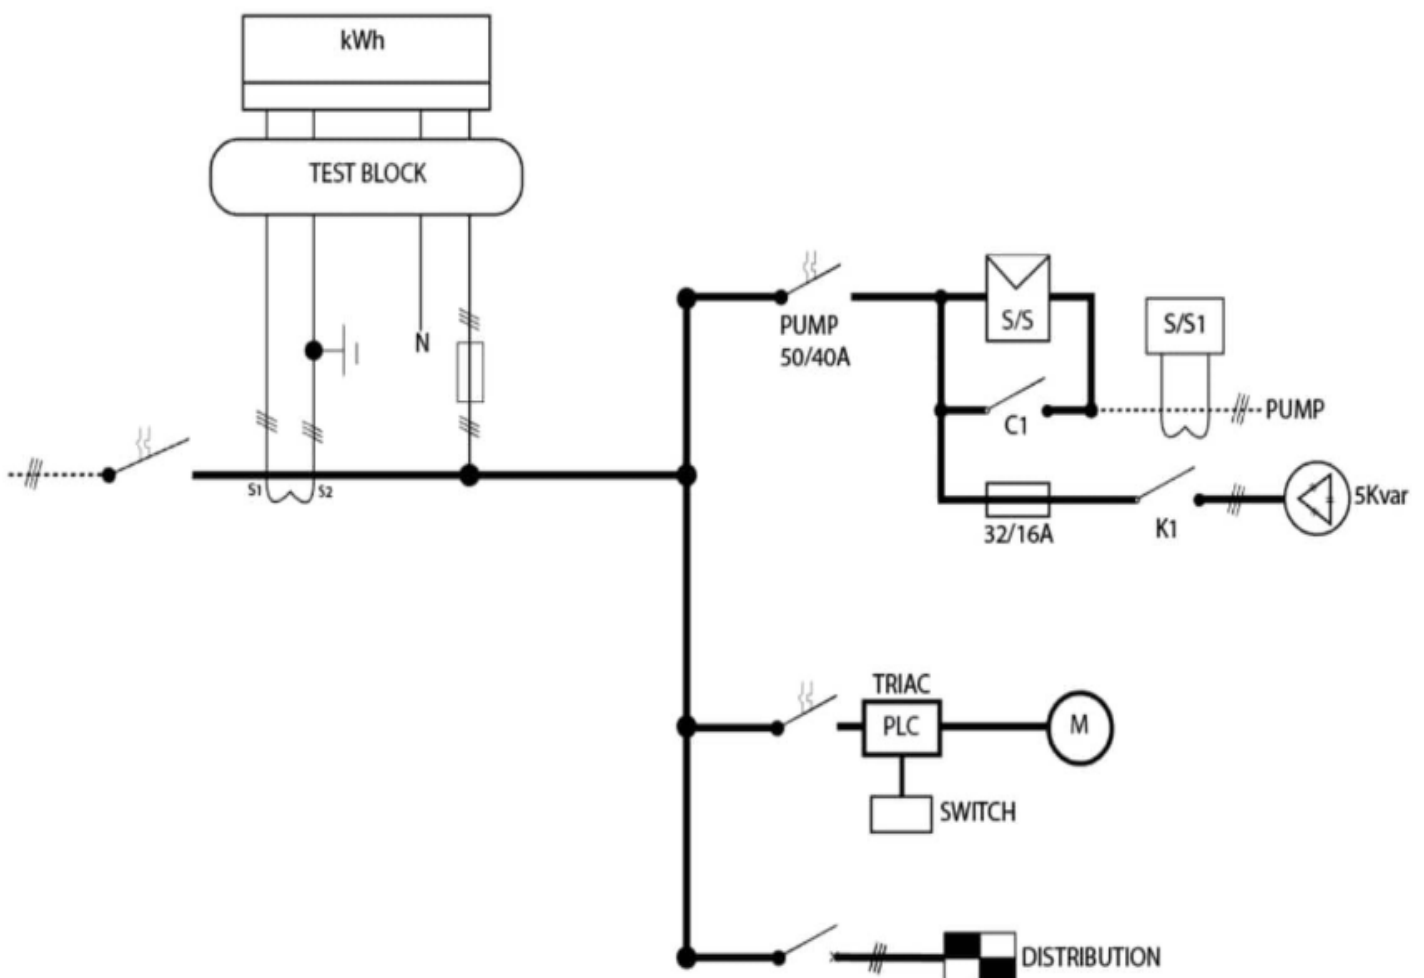 kWh
TEST BLOCK
N
S1
S2
PUMP
50/40A
S/S
S/S1
C1
PUMP
32/16A
K1
5Kvar
TRIAC
PLC
M
SWITCH
DISTRIBUTION